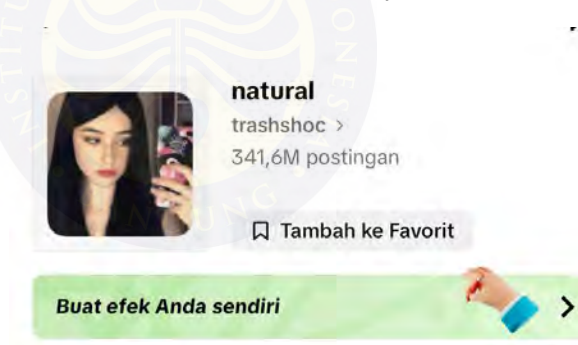 natural
trashshoc >
341,6M postingan
Tambah ke Favorit
Buat efek Anda sendiri